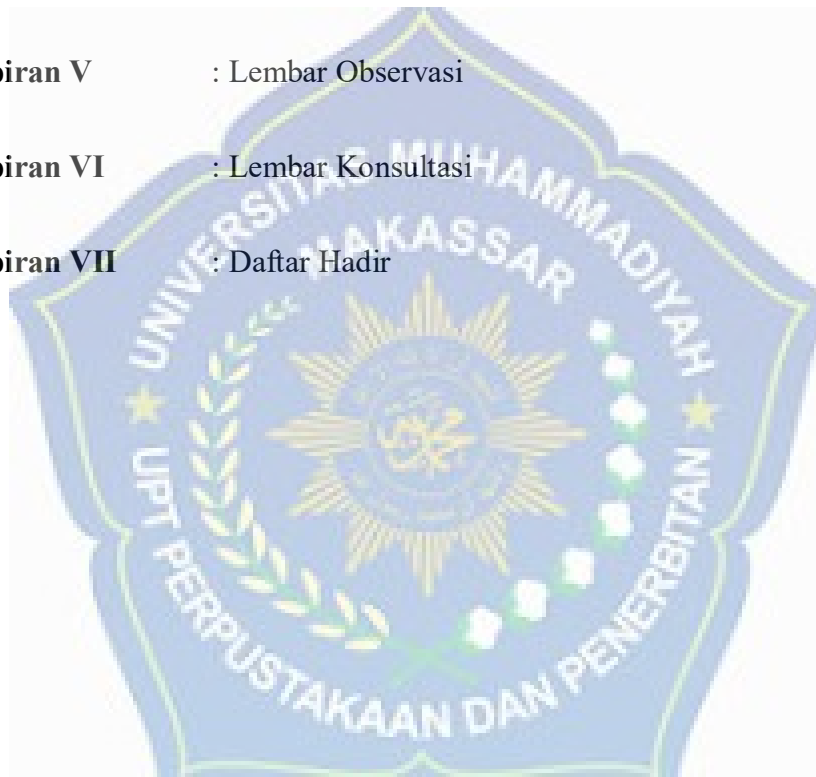 piran V : Lembar Observasi
piran VI : Lembar Konsultasi
piran VII : Daftar Hadir
UNIVERSITAS MUHAMMADIYAH
MAKASSAR
UPT PERPUSTAKAAN DAN PENERBITAN